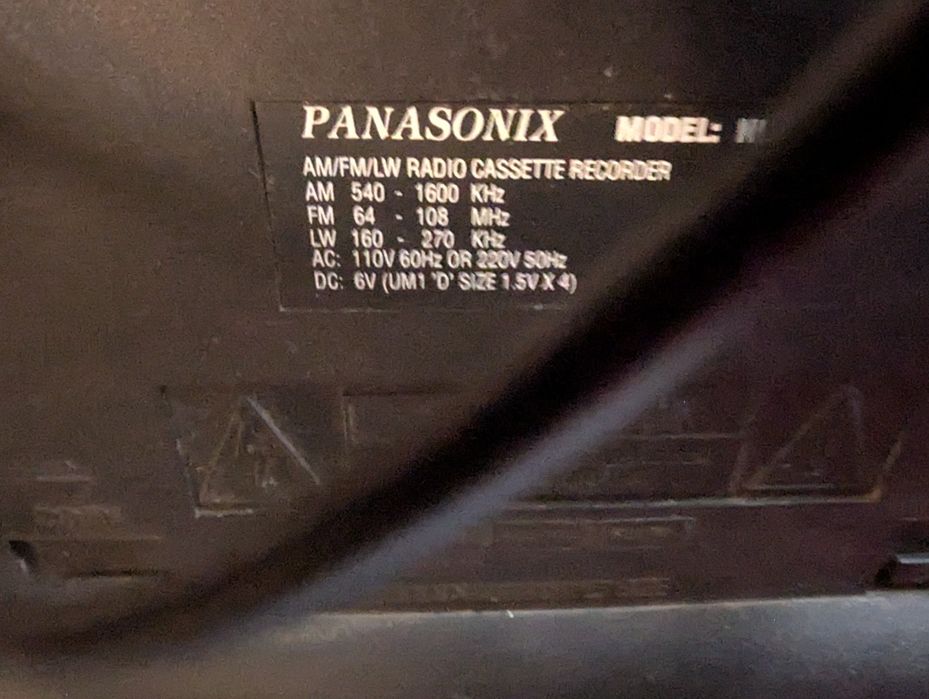 PANASONIX MODEL:
AM/FM/LW RADIO CASSETTE RECORDER
AM 540 - 1600 KHz
FM 64 - 108 MHz
LW 160 - 270 KHz
AC: 110V 60Hz OR 220V 50Hz
DC: 6V (UM1 "D" SIZE 1.5V X 4)